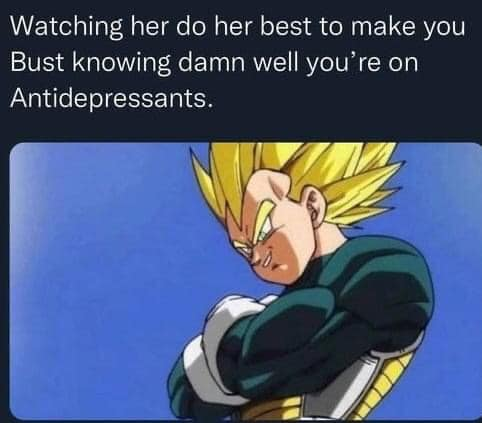 Watching her do her best to make you
Bust knowing damn well you’re on
Antidepressants.